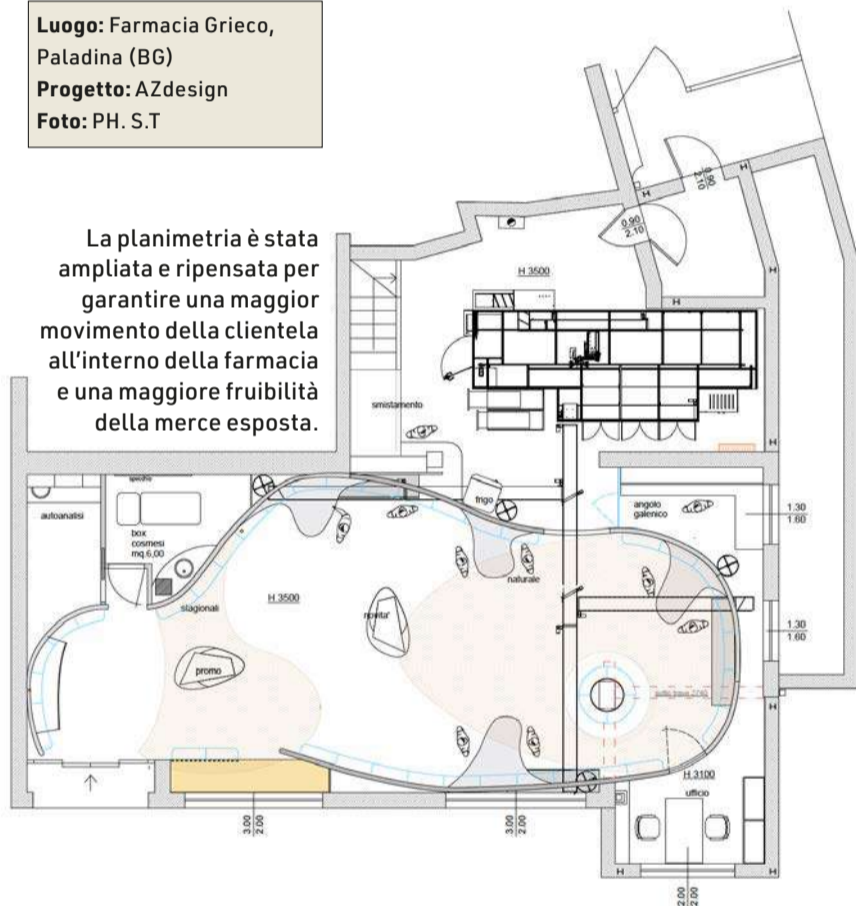 Luogo: Farmacia Grieco,
Paladina (BG)
Progetto: AZdesign
Foto: PH. S.T
La planimetria è stata
ampliata e ripensata per
garantire una maggior
movimento della clientela
all'interno della farmacia
e una maggiore fruibilità
della merce esposta.
0.90
2.10
0.90
2.10
H
H
H 3500
H
H
smistamento
H
specchio
autoanalisi
frigo
angolo
galenico
1.30
1.60
box
cosmesi
mq.6,00
naturale
stagionali
H 3500
novita'
1.30
1.60
promo
H
H 3100
ufficio
3.00
2.00
3.00
2.00
H
H
2.00
2.00